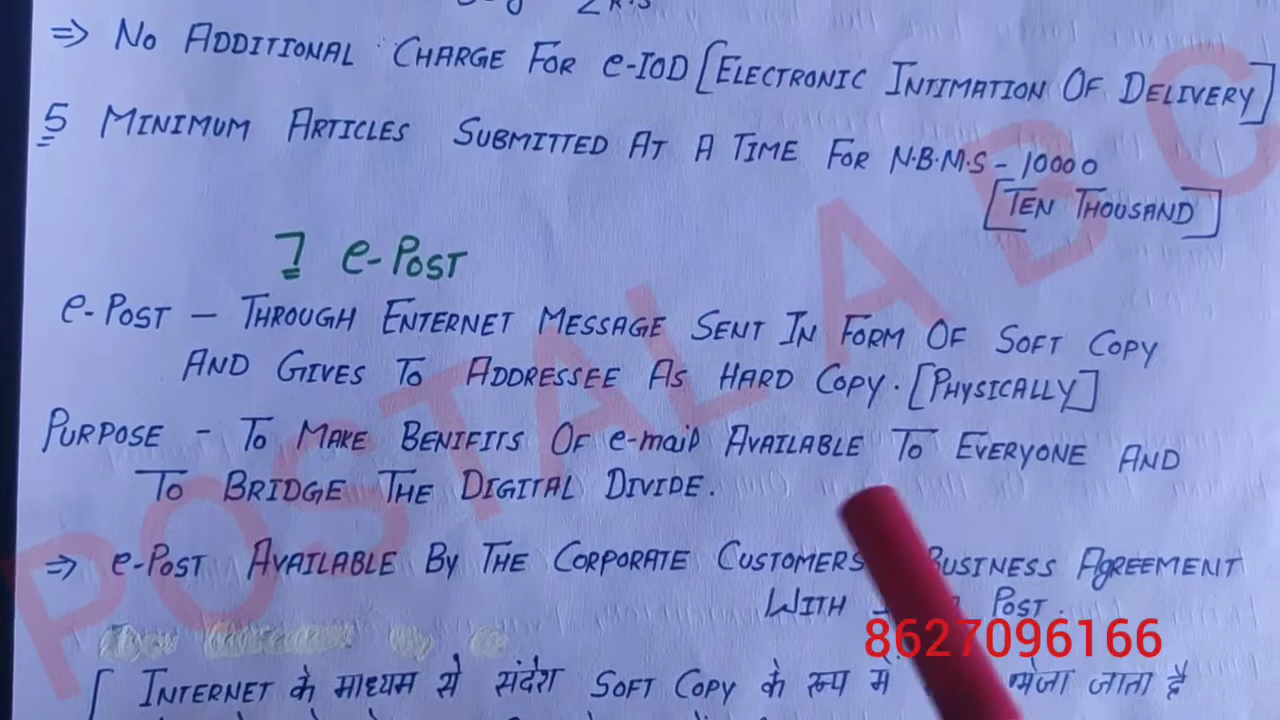 ⇒ No Additional Charge For e-IOD [Electronic Intimation Of Delivery]
5 Minimum Articles Submitted At A Time For N.B.M.S - 10000
[Ten Thousand]
7 e-Post
e-Post - Through Enternet Message Sent In Form Of Soft Copy
And Gives To Addressee As Hard Copy. [Physically]
Purpose - To Make Benifits Of e-mail Available To Everyone And
To Bridge The Digital Divide.
⇒ e-Post Available By The Corporate Customers Business Agreement
With Post.
8627096166
[Internet के माध्यम से संदेश Soft Copy के रूप में भेजा जाता है
POSTAL ABC